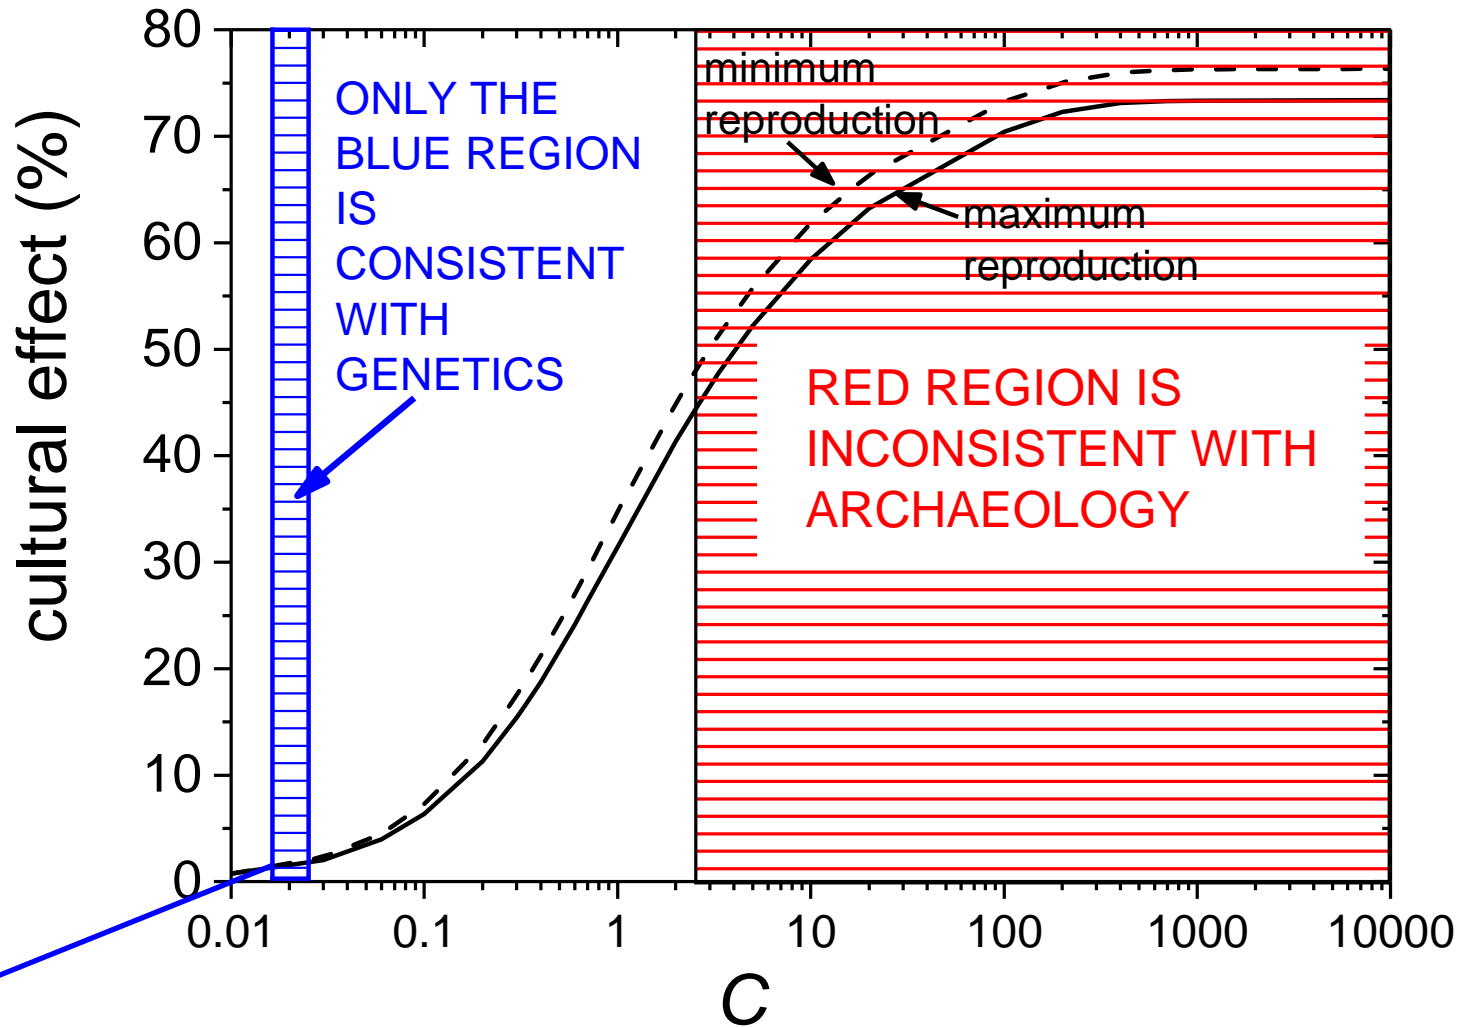 80
70
60
50
40
30
20
10
0
cultural effect (%)
ONLY THE
BLUE REGION
IS
CONSISTENT
WITH
GENETICS
minimum
reproduction
maximum
reproduction
RED REGION IS
INCONSISTENT WITH
ARCHAEOLOGY
0.01
0.1
1
10
100
1000
10000
C